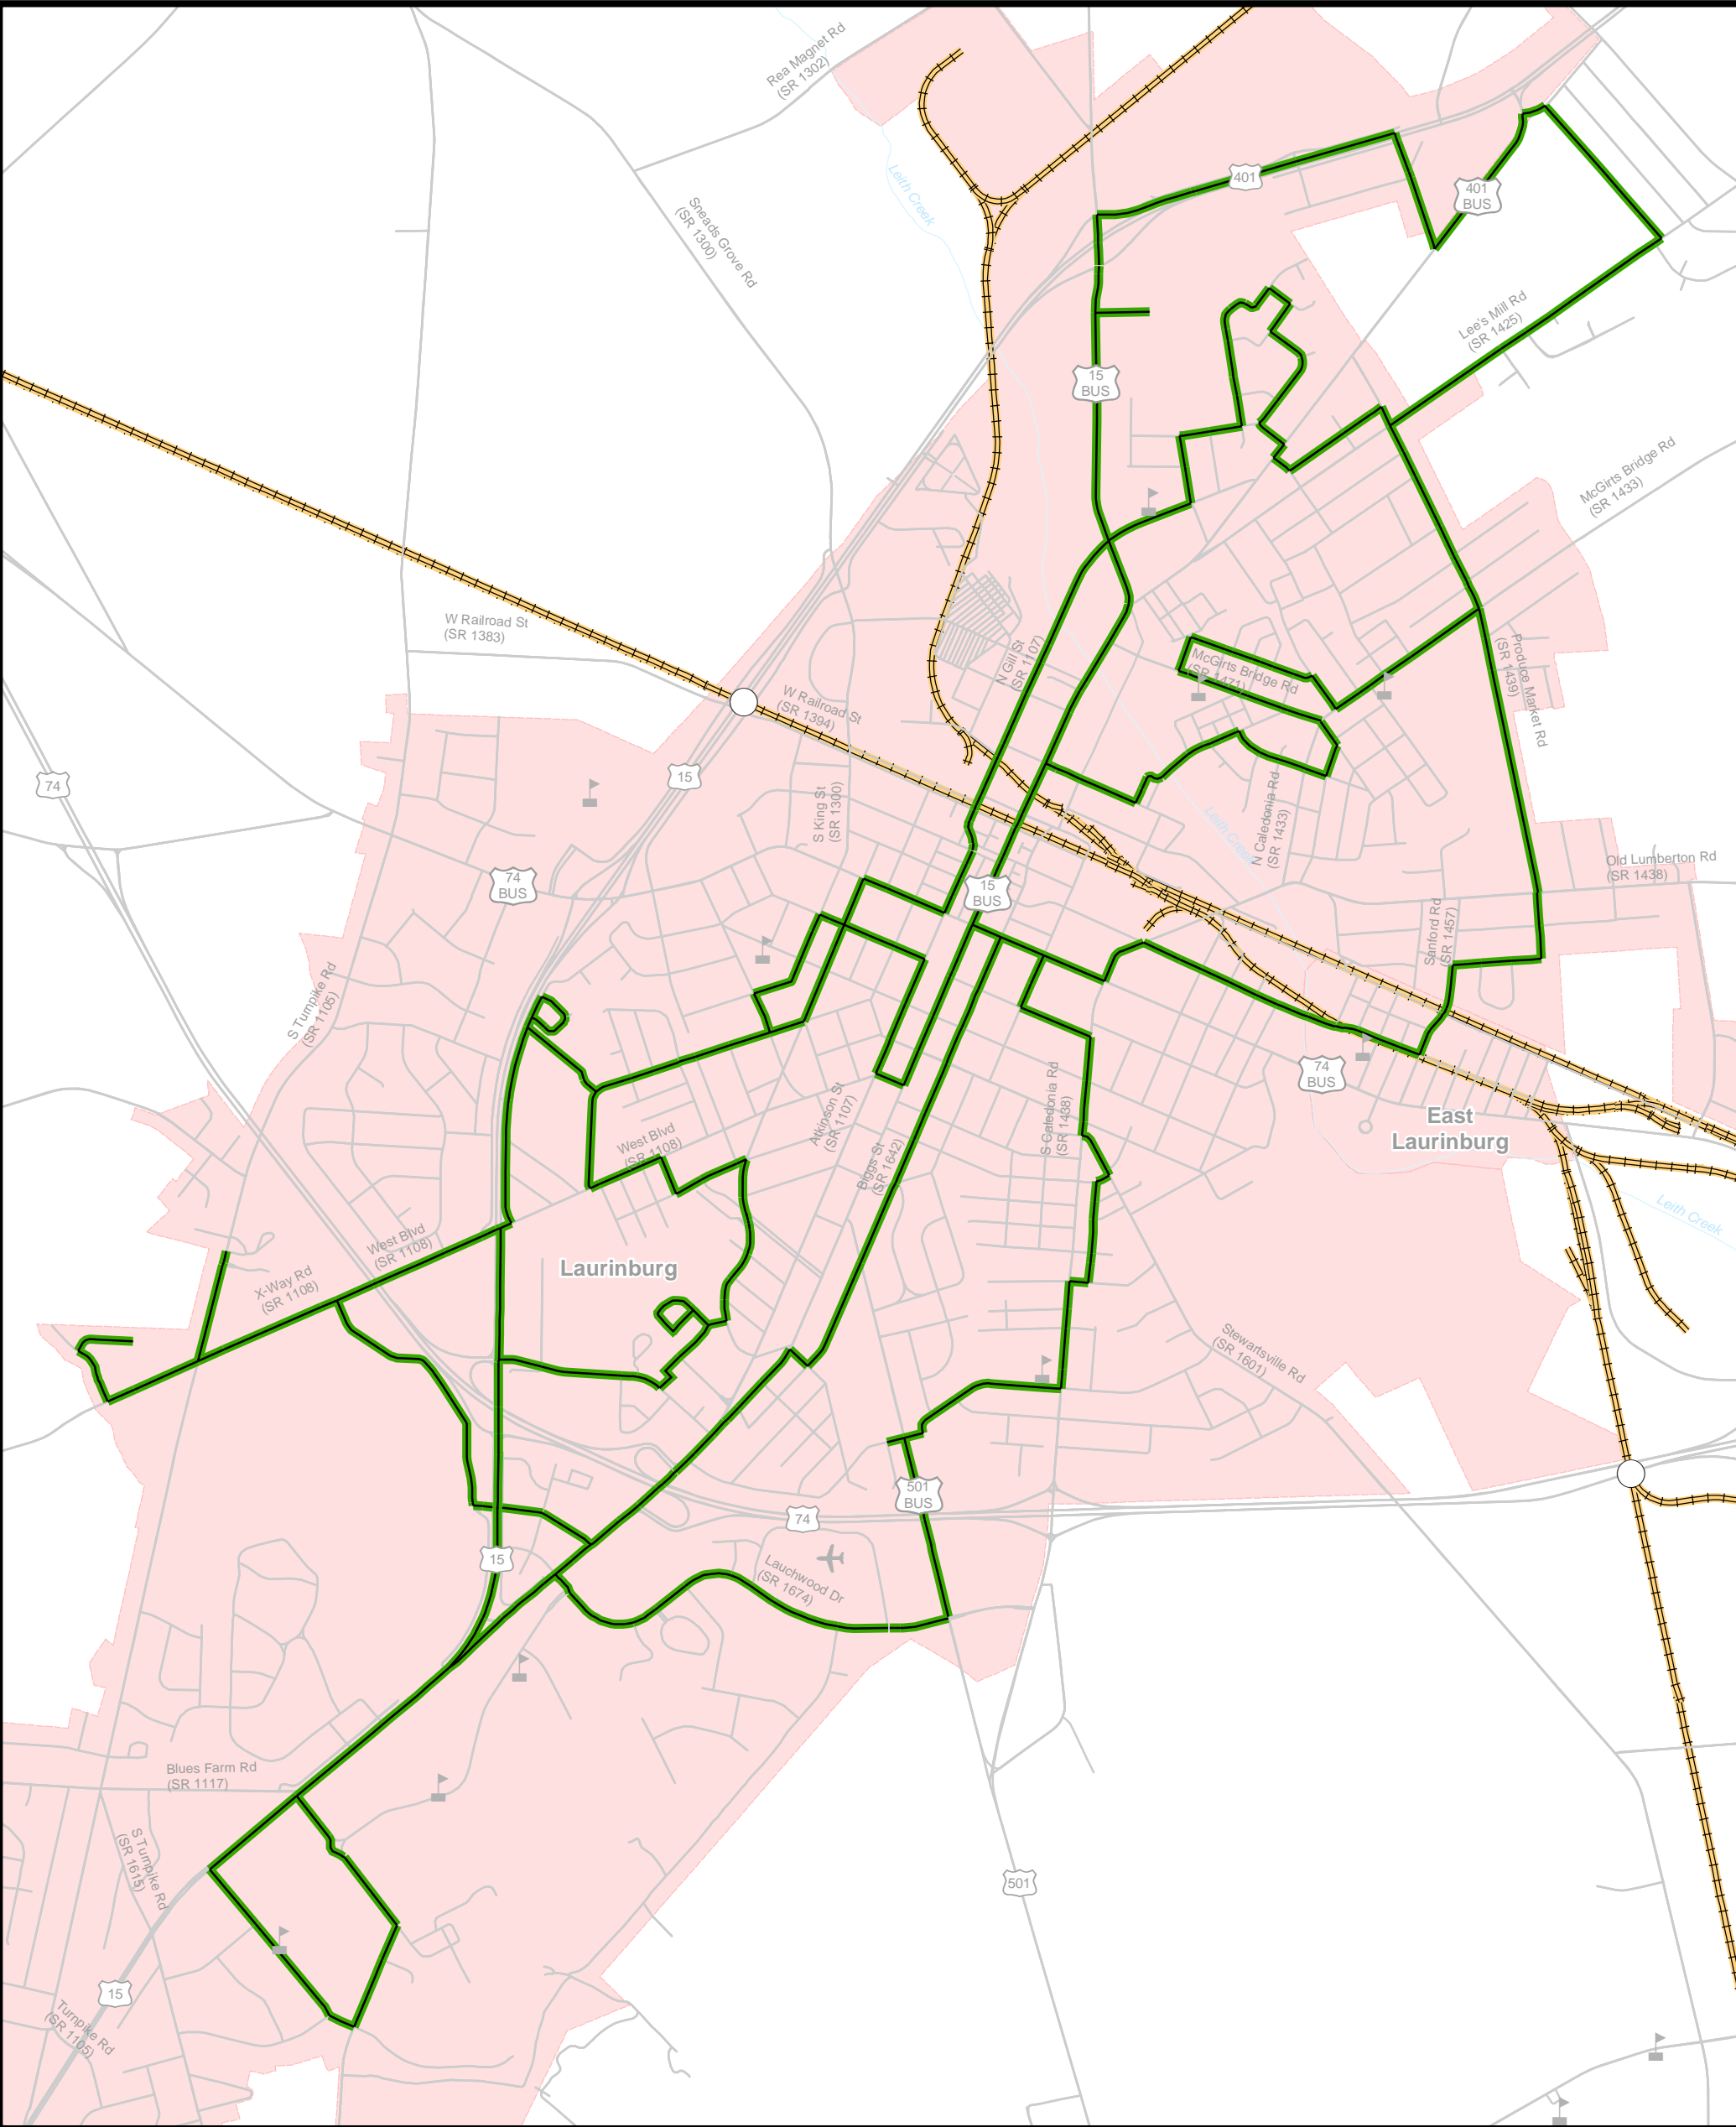 Rea Magnet Rd
(SR 1302)
Leith Creek
401
401
BUS
Sneads Grove Rd
(SR 1300)
Lee's Mill Rd
(SR 1425)
15
BUS
McGirts Bridge Rd
(SR 1433)
W Railroad St
(SR 1383)
N Gill St
(SR 1107)
McGirts Bridge Rd
(SR 1471)
Produce Market Rd
(SR 1439)
W Railroad St
(SR 1394)
74
15
S King St
(SR 1300)
N Caledonia Rd
(SR 1433)
Leith Creek
Old Lumberton Rd
(SR 1438)
74
BUS
15
BUS
Sanford Rd
(SR 1457)
S Turnpike Rd
(SR 1105)
74
BUS
East
Laurinburg
Atkinson St
(SR 1107)
S Caledonia Rd
(SR 1438)
West Blvd
(SR 1108)
Biggs St
(SR 1642)
Leith Creek
West Blvd
(SR 1108)
X-Way Rd
(SR 1108)
Laurinburg
Stewartsville Rd
(SR 1601)
501
BUS
74
15
Lauchwood Dr
(SR 1674)
Blues Farm Rd
(SR 1117)
S Turnpike Rd
(SR 1615)
501
15
Turnpike Rd
(SR 1105)